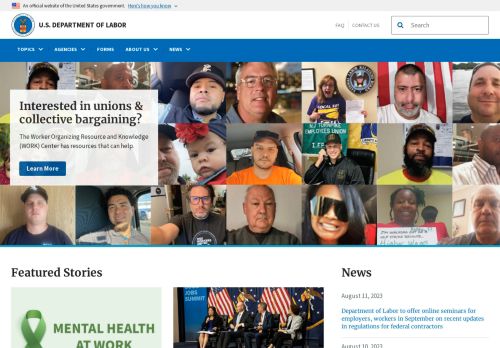 An official website of the United States government.
Here's how you know
U.S. DEPARTMENT OF LABOR
FAQ
CONTACT US
Search
TOPICS
AGENCIES
FORMS
ABOUT US
NEWS
Interested in unions &
collective bargaining?
The Worker Organizing Resource and Knowledge
(WORK) Center has resources that can help.
Learn More
EMPLOYEES UNION
Featured Stories
News
MENTAL HEALTH
AT WORK
JOBS
SUMMIT
August 11, 2023
Department of Labor to offer online seminars for
employers, workers in September on recent updates
in regulations for federal contractors
August 10, 2023